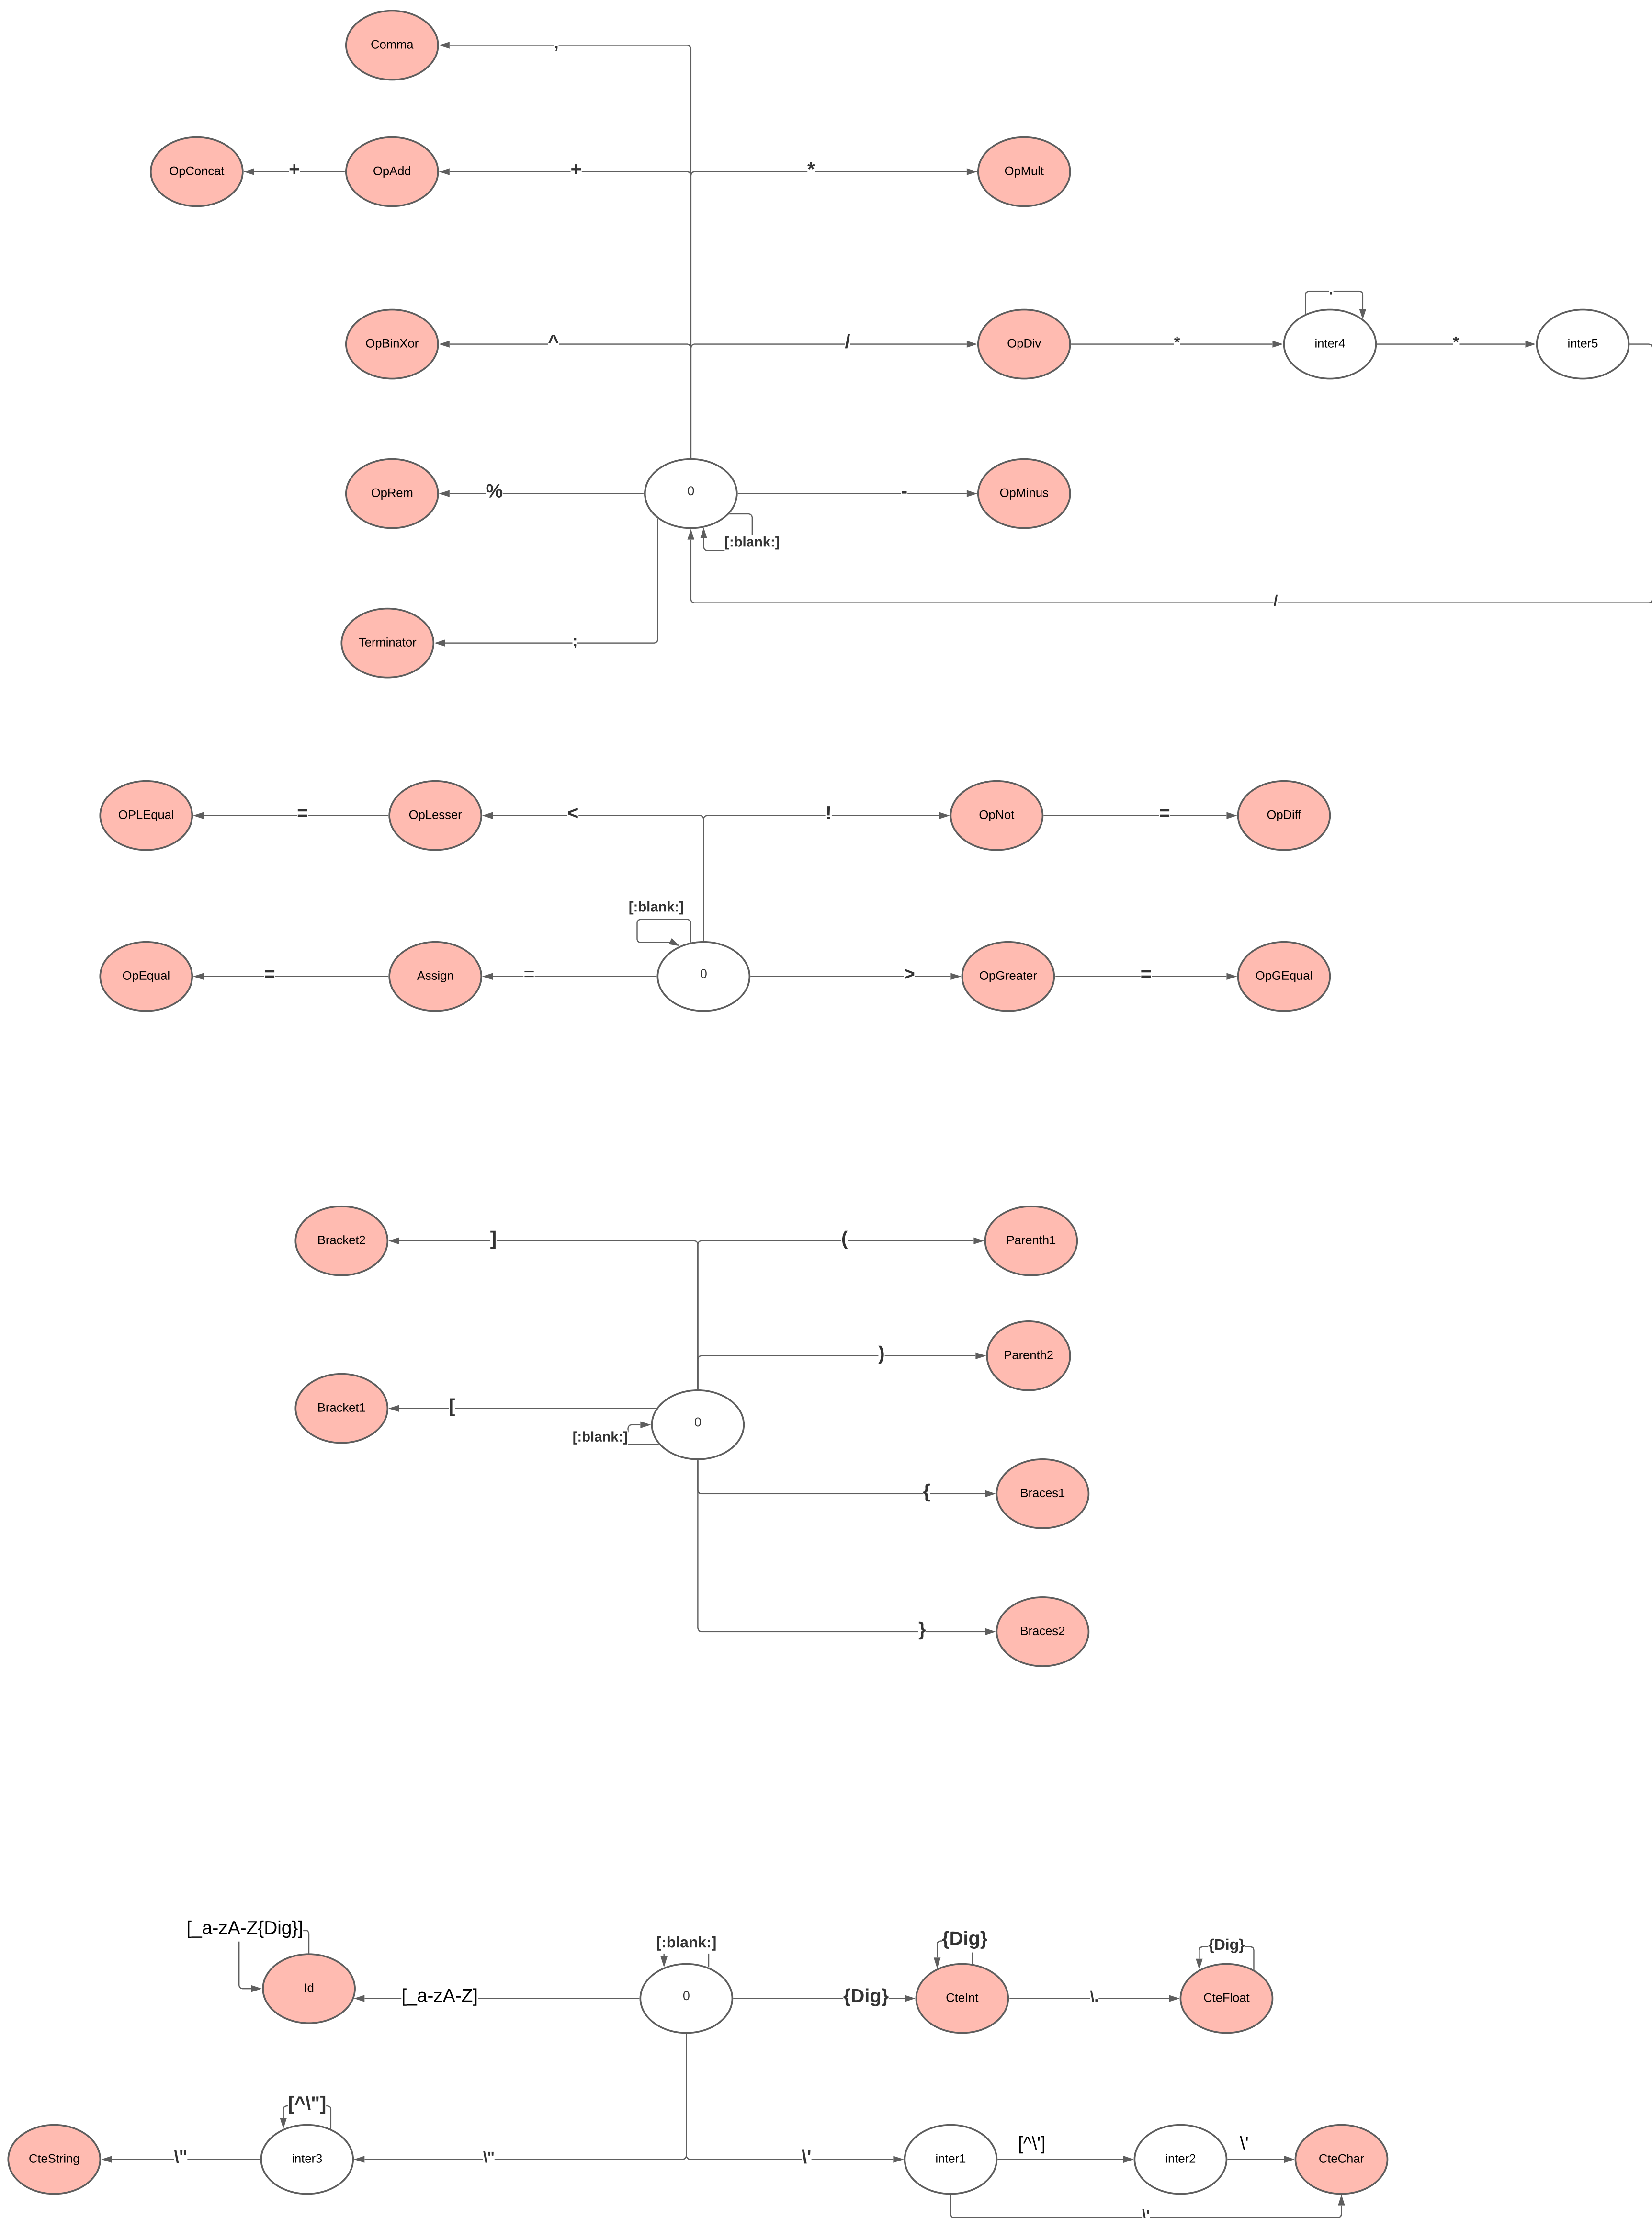 Comma
,
OpConcat
+
OpAdd
+
*
OpMult
.
OpBinXor
^
/
OpDiv
*
inter4
*
inter5
OpRem
%
0
-
OpMinus
[:blank:]
/
Terminator
;
OPLEqual
=
OpLesser
<
!
OpNot
=
OpDiff
[:blank:]
OpEqual
=
Assign
=
0
>
OpGreater
=
OpGEqual
Bracket2
]
(
Parenth1
)
Parenth2
Bracket1
[
0
[:blank:]
{
Braces1
}
Braces2
[_a-zA-Z{Dig}]
[:blank:]
{Dig}
{Dig}
Id
[_a-zA-Z]
0
{Dig}
CteInt
\.
CteFloat
[^\"]
CteString
\"
inter3
\"
\'
inter1
[^\']
inter2
\'
CteChar
\'